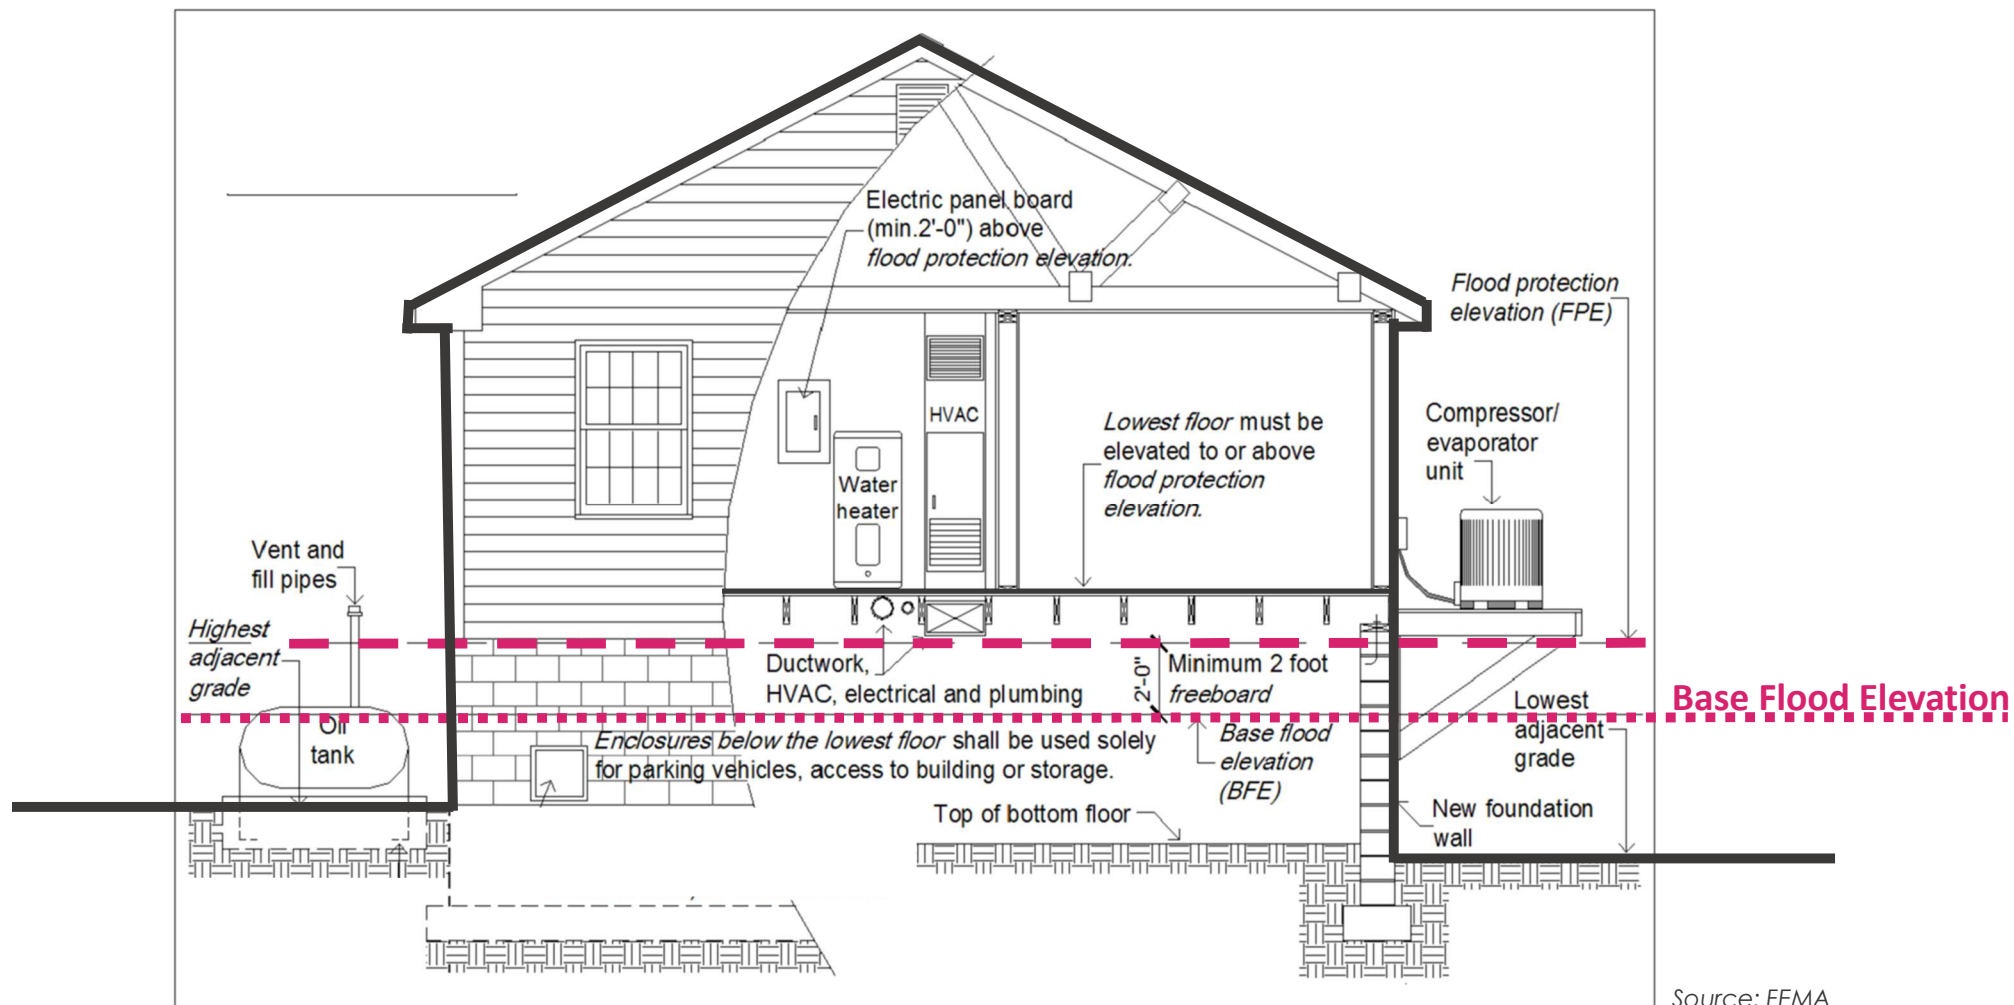 Electric panel board
(min.2'-0") above
flood protection elevation.
Flood protection
elevation (FPE)
HVAC
Lowest floor must be
elevated to or above
flood protection
elevation.
Compressor/
evaporator
unit
Water
heater
Vent and
fill pipes
Highest
adjacent
grade
Ductwork,
HVAC, electrical and plumbing
2'-0"
Minimum 2 foot
freeboard
Base Flood Elevation
Lowest
adjacent
grade
Oil
tank
Enclosures below the lowest floor shall be used solely
for parking vehicles, access to building or storage.
Base flood
elevation
(BFE)
Top of bottom floor
New foundation
wall
Source: FEMA